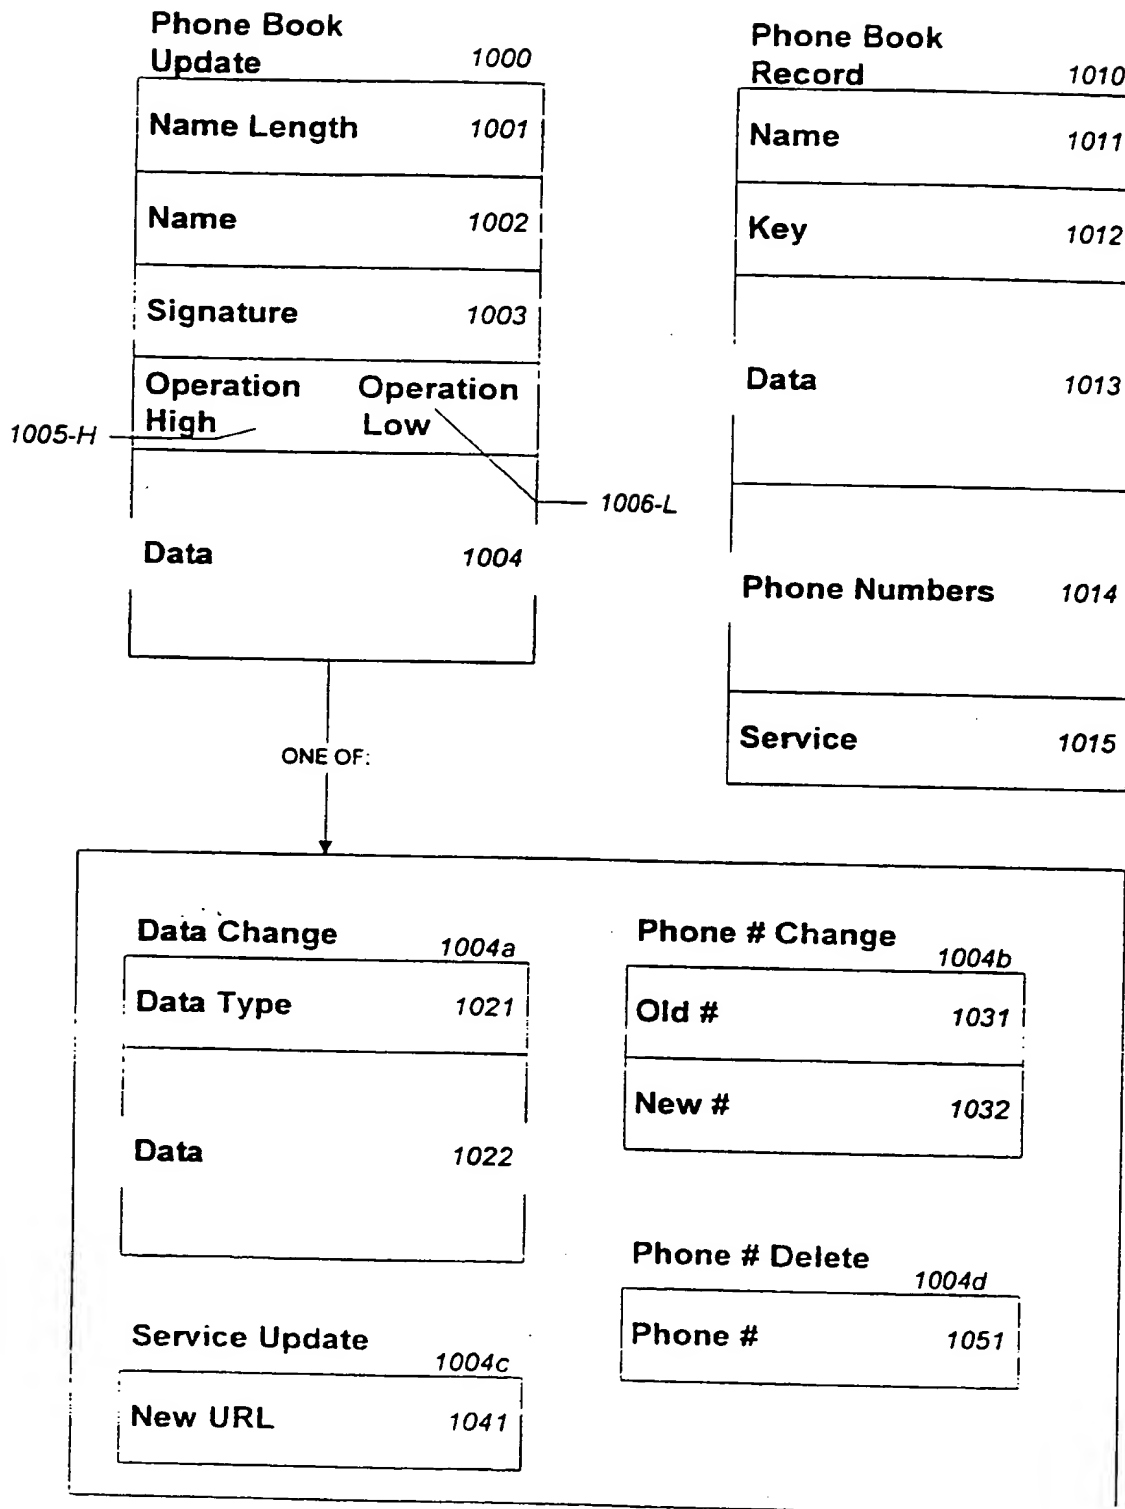 Phone Book
Update 1000
Name Length 1001
Name 1002
Signature 1003
Operation High
Operation Low
1005-H
1006-L
Data 1004
Phone Book
Record 1010
Name 1011
Key 1012
Data 1013
Phone Numbers 1014
Service 1015
ONE OF:
Data Change 1004a
Data Type 1021
Data 1022
Phone # Change 1004b
Old # 1031
New # 1032
Service Update 1004c
New URL 1041
Phone # Delete 1004d
Phone # 1051